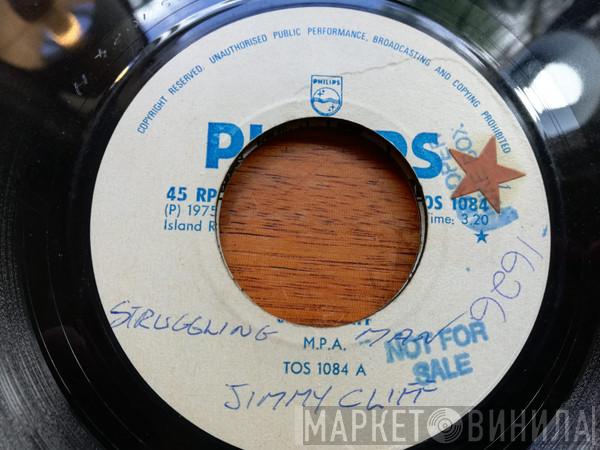 COPYRIGHT RESERVED, UNAUTHORISED PUBLIC PERFORMANCE, BROADCASTING AND COPYING PROHIBITED
PHILIPS
45 RP
OS 1084
(P) 1975
ime: 3.20
Island R
1626
STRUGGLING MAN
M.P.A.
NOT FOR
SALE
TOS 1084 A
JIMMY CLIFF
МАРКЕТ ВИНИЛА